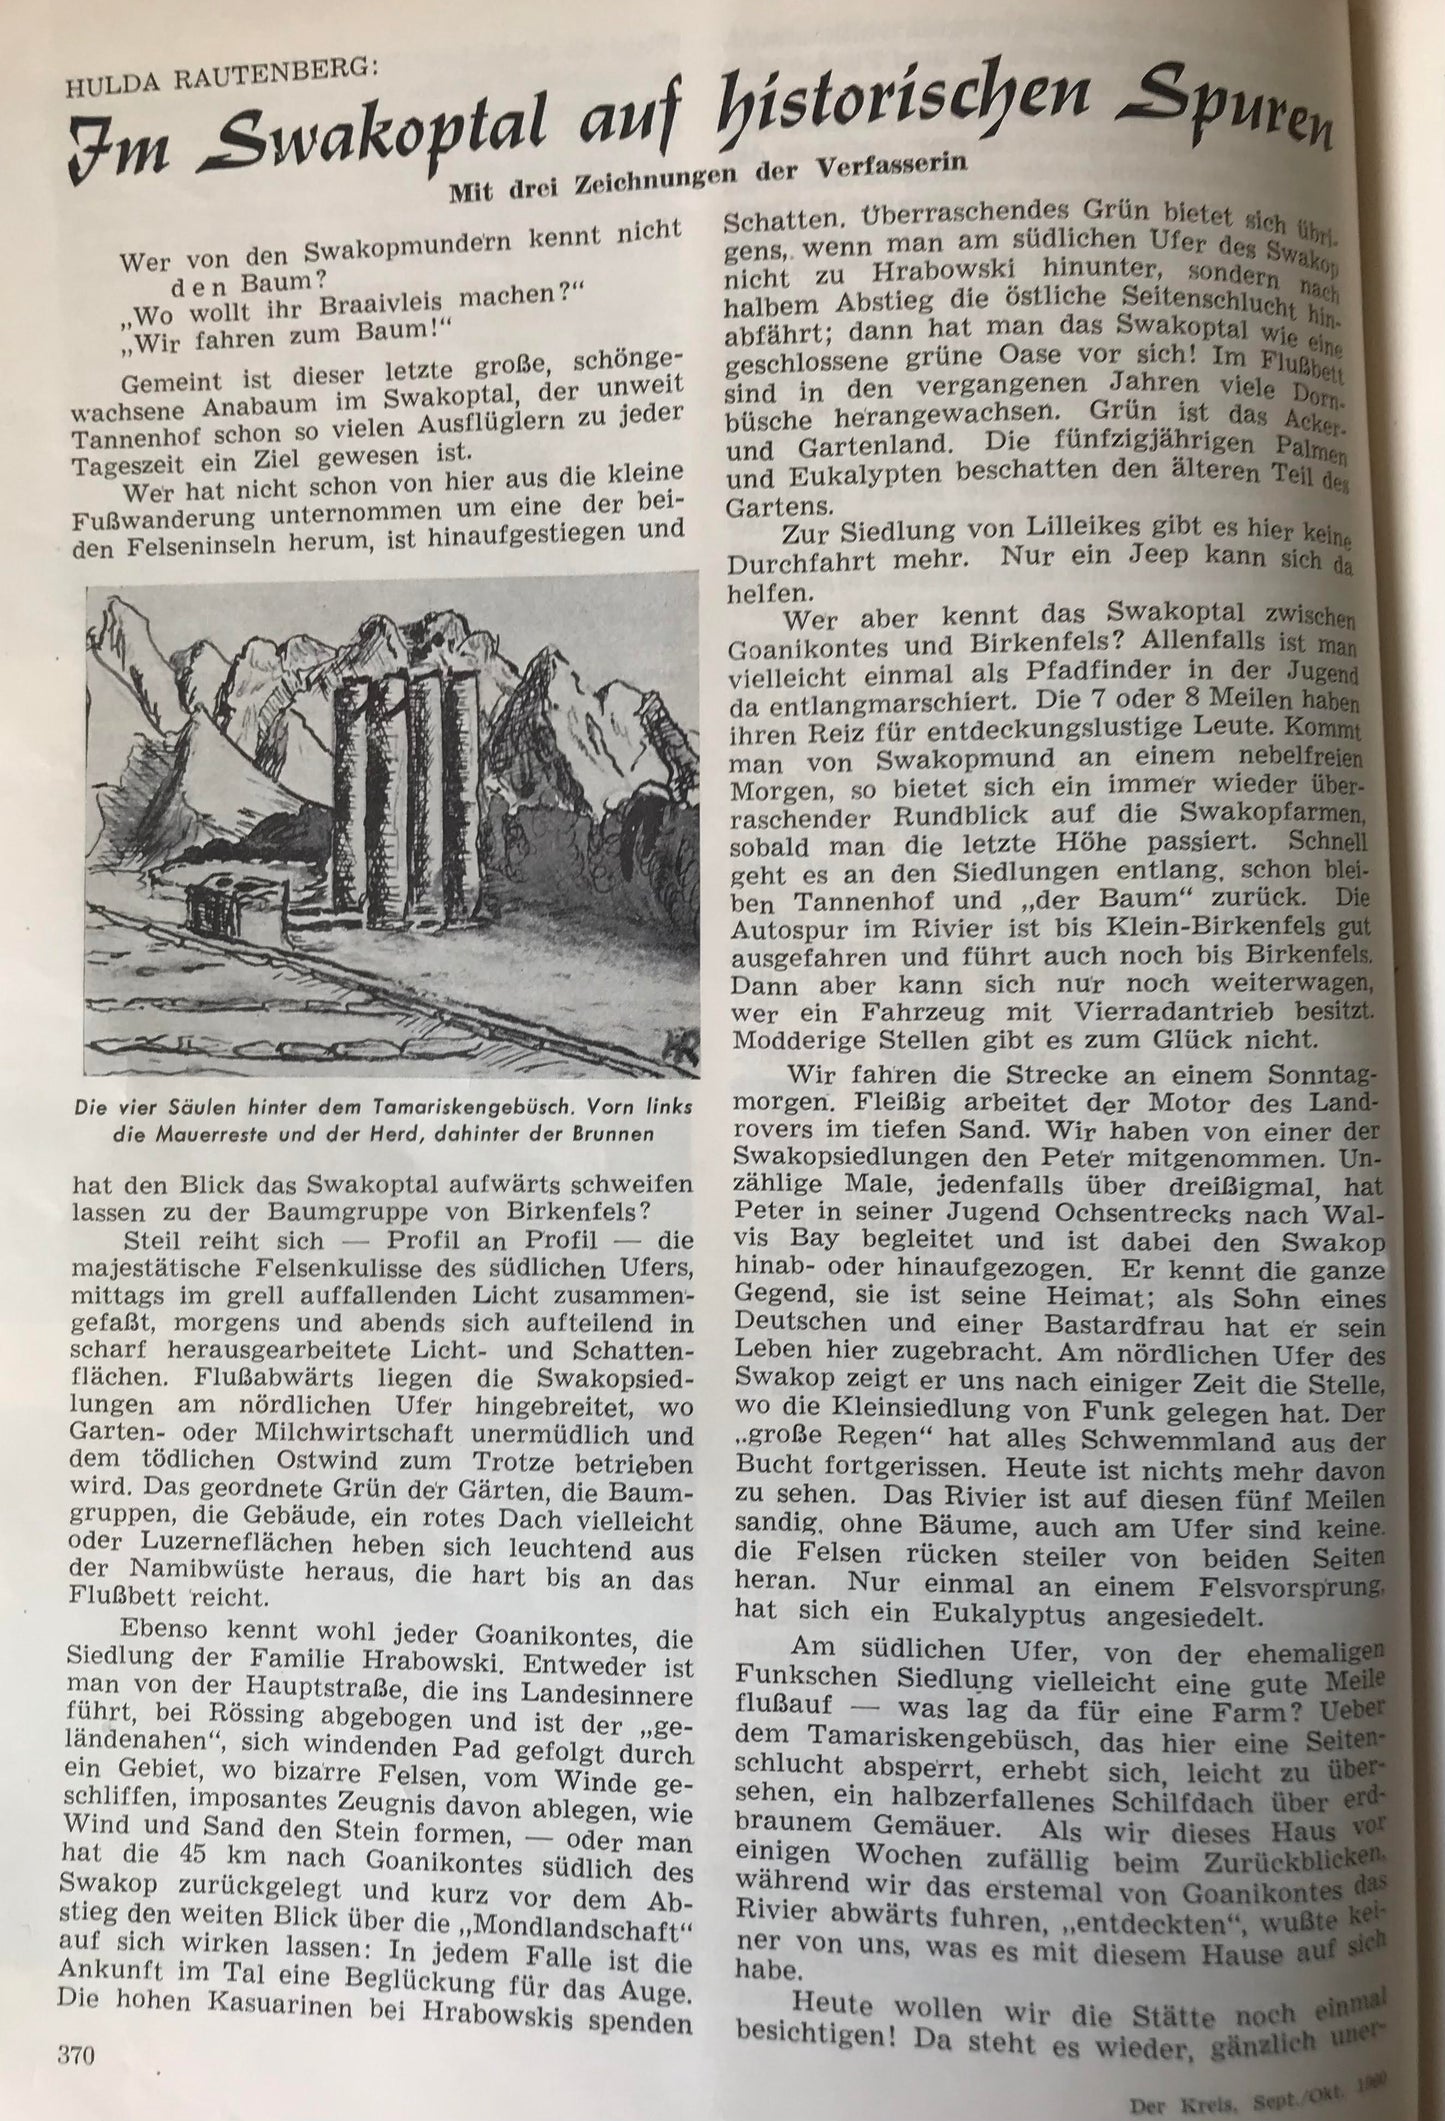 HULDA RAUTENBERG:
Im Swakoptal auf historischen Spuren
Mit drei Zeichnungen der Verfasserin
Wer von den Swakopmundern kennt nicht
den Baum?
„Wo wollt ihr Braaivleis machen?“
„Wir fahren zum Baum!“
Gemeint ist dieser letzte große, schönge-
wachsene Anabaum im Swakoptal, der unweit
Tannenhof schon so vielen Ausflüglern zu jeder
Tageszeit ein Ziel gewesen ist.
Wer hat nicht schon von hier aus die kleine
Fußwanderung unternommen um eine der bei-
den Felseninseln herum, ist hinaufgestiegen und
HR
Die vier Säulen hinter dem Tamariskengebüsch. Vorn links
die Mauerreste und der Herd, dahinter der Brunnen
hat den Blick das Swakoptal aufwärts schweifen
lassen zu der Baumgruppe von Birkenfels?
Steil reiht sich — Profil an Profil — die
majestätische Felsenkulisse des südlichen Ufers,
mittags im grell auffallenden Licht zusammen-
gefaßt, morgens und abends sich aufteilend in
scharf herausgearbeitete Licht- und Schatten-
flächen. Flußabwärts liegen die Swakopsied-
lungen am nördlichen Ufer hingebreitet, wo
Garten- oder Milchwirtschaft unermüdlich und
dem tödlichen Ostwind zum Trotze betrieben
wird. Das geordnete Grün der Gärten, die Baum-
gruppen, die Gebäude, ein rotes Dach vielleicht
oder Luzerneflächen heben sich leuchtend aus
der Namibwüste heraus, die hart bis an das
Flußbett reicht.
Ebenso kennt wohl jeder Goanikontes, die
Siedlung der Familie Hrabowski. Entweder ist
man von der Hauptstraße, die ins Landesinnere
führt, bei Rössing abgebogen und ist der „ge-
ländenahen“, sich windenden Pad gefolgt durch
ein Gebiet, wo bizarre Felsen, vom Winde ge-
schliffen, imposantes Zeugnis davon ablegen, wie
Wind und Sand den Stein formen, — oder man
hat die 45 km nach Goanikontes südlich des
Swakop zurückgelegt und kurz vor dem Ab-
stieg den weiten Blick über die „Mondlandschaft“
auf sich wirken lassen: In jedem Falle ist die
Ankunft im Tal eine Beglückung für das Auge.
Die hohen Kasuarinen bei Hrabowskis spenden
370
Schatten. Überraschendes Grün bietet sich übri-
gens, wenn man am südlichen Ufer des Swakop
nicht zu Hrabowski hinunter, sondern nach
halbem Abstieg die östliche Seitenschlucht hin-
abfährt; dann hat man das Swakoptal wie eine
geschlossene grüne Oase vor sich! Im Flußbett
sind in den vergangenen Jahren viele Dorn-
büsche herangewachsen. Grün ist das Acker-
und Gartenland. Die fünfzigjährigen Palmen
und Eukalypten beschatten den älteren Teil des
Gartens.
Zur Siedlung von Lilleikes gibt es hier keine
Durchfahrt mehr. Nur ein Jeep kann sich da
helfen.
Wer aber kennt das Swakoptal zwischen
Goanikontes und Birkenfels? Allenfalls ist man
vielleicht einmal als Pfadfinder in der Jugend
da entlangmarschiert. Die 7 oder 8 Meilen haben
ihren Reiz für entdeckungslustige Leute. Kommt
man von Swakopmund an einem nebelfreien
Morgen, so bietet sich ein immer wieder über-
raschender Rundblick auf die Swakopfarmen,
sobald man die letzte Höhe passiert. Schnell
geht es an den Siedlungen entlang, schon blei-
ben Tannenhof und „der Baum“ zurück. Die
Autospur im Rivier ist bis Klein-Birkenfels gut
ausgefahren und führt auch noch bis Birkenfels.
Dann aber kann sich nur noch weiterwagen,
wer ein Fahrzeug mit Vierradantrieb besitzt.
Modderige Stellen gibt es zum Glück nicht.
Wir fahren die Strecke an einem Sonntag-
morgen. Fleißig arbeitet der Motor des Land-
rovers im tiefen Sand. Wir haben von einer der
Swakopsiedlungen den Peter mitgenommen. Un-
zählige Male, jedenfalls über dreißigmal, hat
Peter in seiner Jugend Ochsentrecks nach Wal-
vis Bay begleitet und ist dabei den Swakop
hinab- oder hinaufgezogen. Er kennt die ganze
Gegend, sie ist seine Heimat; als Sohn eines
Deutschen und einer Bastardfrau hat er sein
Leben hier zugebracht. Am nördlichen Ufer des
Swakop zeigt er uns nach einiger Zeit die Stelle,
wo die Kleinsiedlung von Funk gelegen hat. Der
„große Regen“ hat alles Schwemmland aus der
Bucht fortgerissen. Heute ist nichts mehr davon
zu sehen. Das Rivier ist auf diesen fünf Meilen
sandig, ohne Bäume, auch am Ufer sind keine.
die Felsen rücken steiler von beiden Seiten
heran. Nur einmal an einem Felsvorsprung,
hat sich ein Eukalyptus angesiedelt.
Am südlichen Ufer, von der ehemaligen
Funkschen Siedlung vielleicht eine gute Meile
flußauf — was lag da für eine Farm? Ueber
dem Tamariskengebüsch, das hier eine Seiten-
schlucht absperrt, erhebt sich, leicht zu über-
sehen, ein halbzerfallenes Schilfdach über erd-
braunem Gemäuer. Als wir dieses Haus vor
einigen Wochen zufällig beim Zurückblicken,
während wir das erstemal von Goanikontes das
Rivier abwärts fuhren, „entdeckten“, wußte kei-
ner von uns, was es mit diesem Hause auf sich
habe.
Heute wollen wir die Stätte noch einmal
besichtigen! Da steht es wieder, gänzlich uner-
Der Kreis, Sept./Okt. 1960